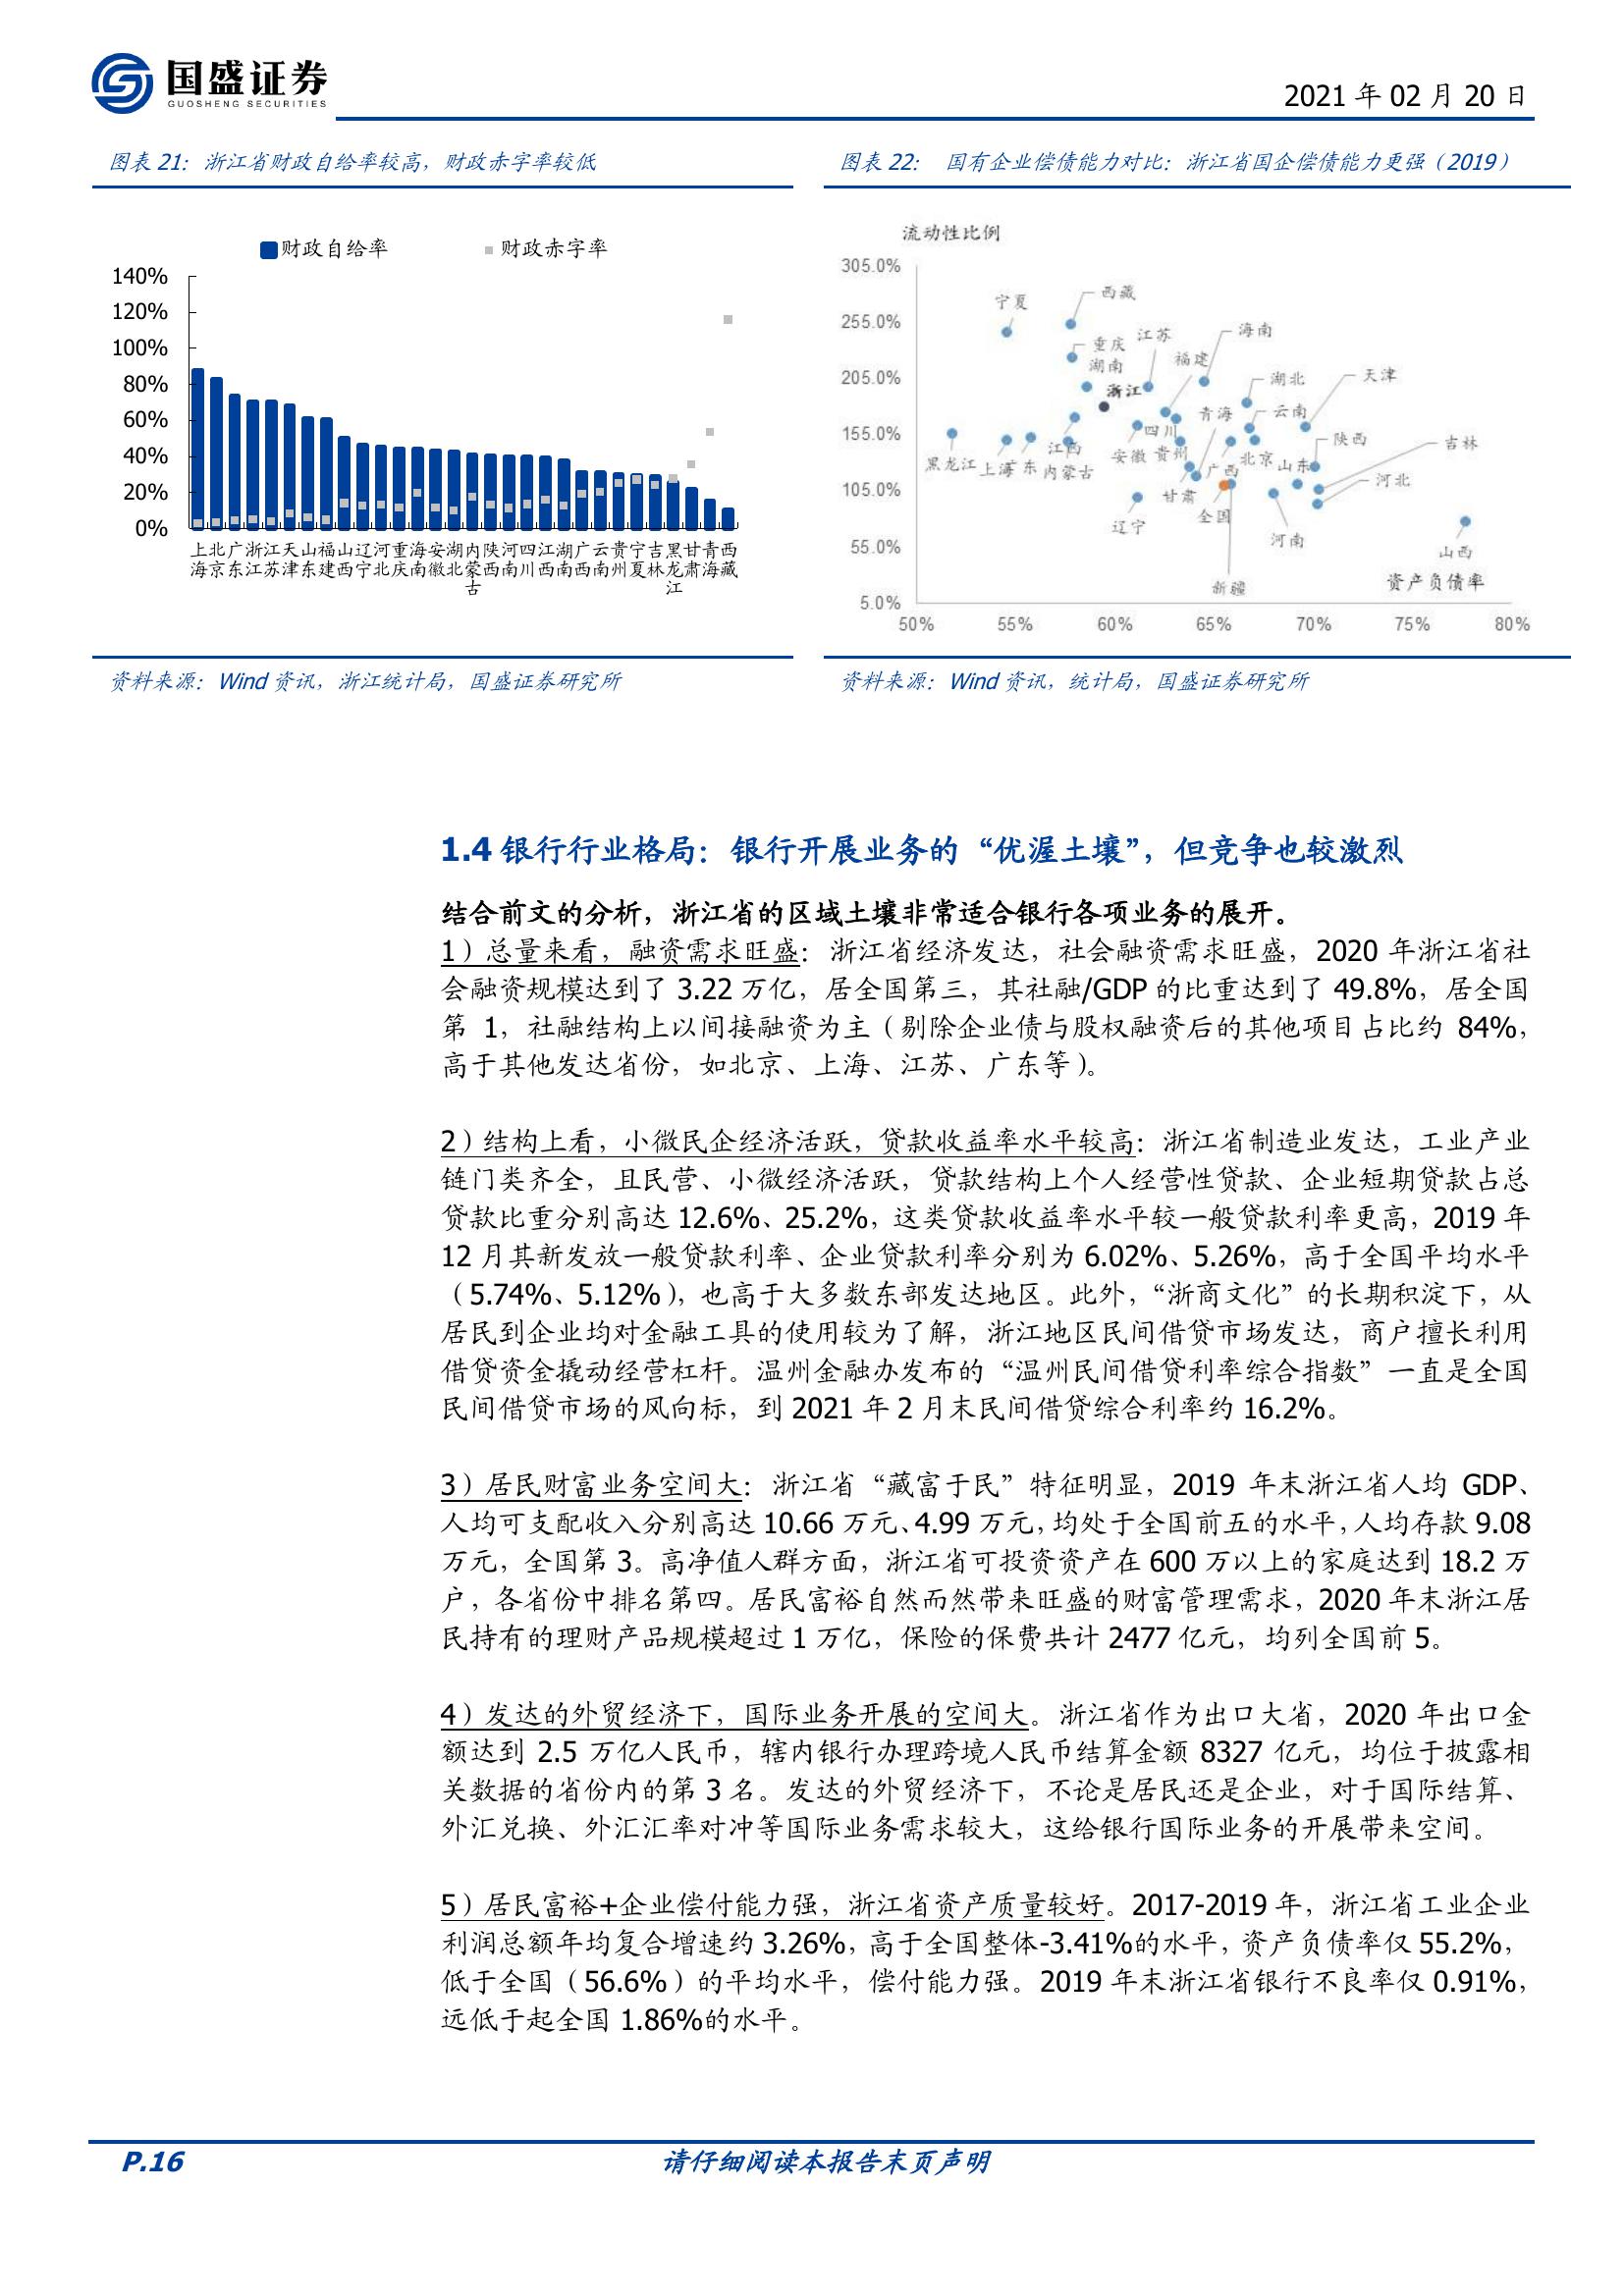 国盛证券
GUOSHENG SECURITIES
2021 年 02 月 20 日
图表 21：浙江省财政自给率较高，财政赤字率较低
财政自给率
财政赤字率
140%
120%
100%
80%
60%
40%
20%
0%
上海
北京
广东
浙江
江苏
天津
山东
福建
山西
辽宁
河北
重庆
海南
安徽
湖北
内蒙古
陕西
河南
四川
江西
湖南
广西
云南
贵州
宁夏
吉林
黑龙江
甘肃
青海
西藏
资料来源：Wind 资讯，浙江统计局，国盛证券研究所
图表 22： 国有企业偿债能力对比：浙江省国企偿债能力更强（2019）
流动性比例
305.0%
255.0%
205.0%
155.0%
105.0%
55.0%
5.0%
宁夏
西藏
重庆
湖南
江苏
浙江
福建
海南
湖北
天津
青海
云南
四川
江西
黑龙江
上海
广东
内蒙古
安徽
贵州
广西
北京
山东
陕西
吉林
河北
甘肃
全国
辽宁
河南
山西
新疆
资产负债率
50%
55%
60%
65%
70%
75%
80%
资料来源：Wind 资讯，统计局，国盛证券研究所
1.4 银行行业格局：银行开展业务的“优渥土壤”，但竞争也较激烈
结合前文的分析，浙江省的区域土壤非常适合银行各项业务的展开。
1）总量来看，融资需求旺盛：浙江省经济发达，社会融资需求旺盛，2020 年浙江省社
会融资规模达到了 3.22 万亿，居全国第三，其社融/GDP 的比重达到了 49.8%，居全国
第 1，社融结构上以间接融资为主（剔除企业债与股权融资后的其他项目占比约 84%，
高于其他发达省份，如北京、上海、江苏、广东等）。
2）结构上看，小微民企经济活跃，贷款收益率水平较高：浙江省制造业发达，工业产业
链门类齐全，且民营、小微经济活跃，贷款结构上个人经营性贷款、企业短期贷款占总
贷款比重分别高达 12.6%、25.2%，这类贷款收益率水平较一般贷款利率更高，2019 年
12 月其新发放一般贷款利率、企业贷款利率分别为 6.02%、5.26%，高于全国平均水平
（5.74%、5.12%），也高于大多数东部发达地区。此外，“浙商文化”的长期积淀下，从
居民到企业均对金融工具的使用较为了解，浙江地区民间借贷市场发达，商户擅长利用
借贷资金撬动经营杠杆。温州金融办发布的“温州民间借贷利率综合指数”一直是全国
民间借贷市场的风向标，到 2021 年 2 月末民间借贷综合利率约 16.2%。
3）居民财富业务空间大：浙江省“藏富于民”特征明显，2019 年末浙江省人均 GDP、
人均可支配收入分别高达 10.66 万元、4.99 万元，均处于全国前五的水平，人均存款 9.08
万元，全国第 3。高净值人群方面，浙江省可投资资产在 600 万以上的家庭达到 18.2 万
户，各省份中排名第四。居民富裕自然而然带来旺盛的财富管理需求，2020 年末浙江居
民持有的理财产品规模超过 1 万亿，保险的保费共计 2477 亿元，均列全国前 5。
4）发达的外贸经济下，国际业务开展的空间大。浙江省作为出口大省，2020 年出口金
额达到 2.5 万亿人民币，辖内银行办理跨境人民币结算金额 8327 亿元，均位于披露相
关数据的省份内的第 3 名。发达的外贸经济下，不论是居民还是企业，对于国际结算、
外汇兑换、外汇汇率对冲等国际业务需求较大，这给银行国际业务的开展带来空间。
5）居民富裕+企业偿付能力强，浙江省资产质量较好。2017-2019 年，浙江省工业企业
利润总额年均复合增速约 3.26%，高于全国整体-3.41%的水平，资产负债率仅 55.2%，
低于全国（56.6%）的平均水平，偿付能力强。2019 年末浙江省银行不良率仅 0.91%，
远低于起全国 1.86%的水平。
P.16
请仔细阅读本报告末页声明